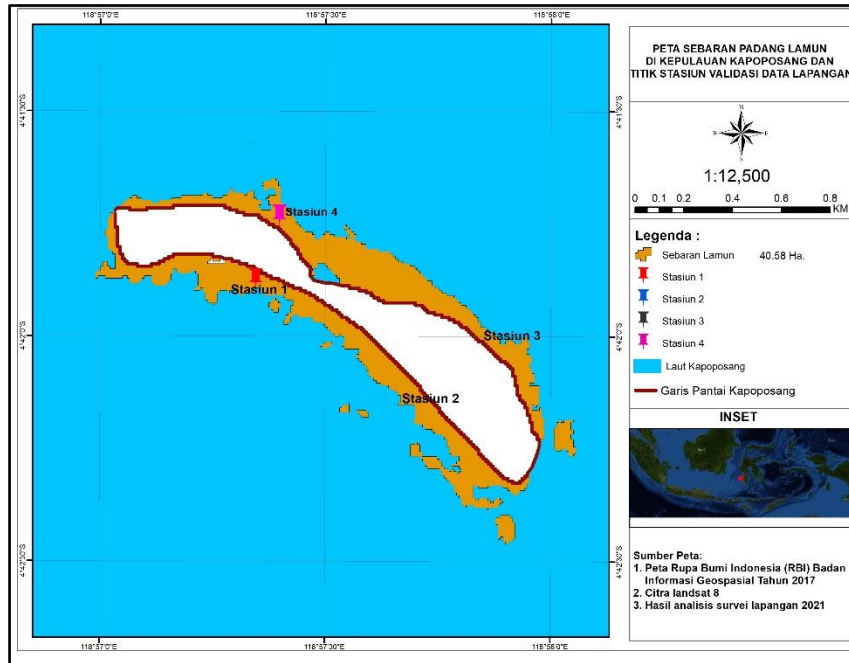 118°57'0"E 118°57'30"E 118°58'0"E
4°41'30"S 4°41'30"S
4°42'0"S 4°42'0"S
4°42'30"S 4°42'30"S
118°57'0"E 118°57'30"E 118°58'0"E
Stasiun 4
Stasiun 1
Stasiun 3
Stasiun 2
PETA SEBARAN PADANG LAMUN
DI KEPULAUAN KAPOPOSANG DAN
TITIK STASIUN VALIDASI DATA LAPANGAN
1:12,500
0 0.1 0.2 0.4 0.6 0.8
KM
Legenda :
Sebaran Lamun 40,58 Ha.
Stasiun 1
Stasiun 2
Stasiun 3
Stasiun 4
Laut Kapoposang
Garis Pantai Kapoposang
INSET
Sumber Peta:
1. Peta Rupa Bumi Indonesia (RBI) Badan
Informasi Geospasial Tahun 2017
2. Citra landsat 8
3. Hasil analisis survei lapangan 2021